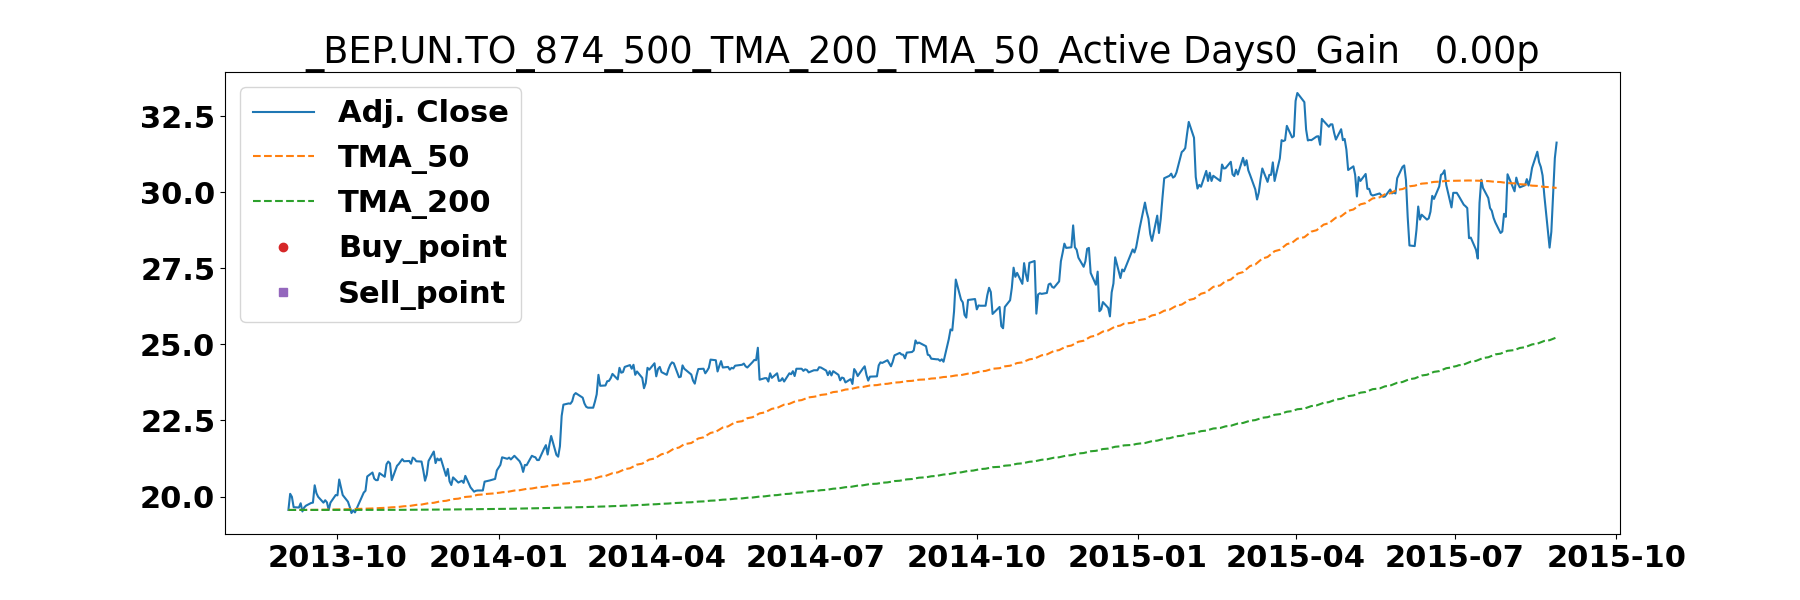 _BEP.UN.TO_874_500_TMA_200_TMA_50_Active Days0_Gain   0.00p
Adj. Close
TMA_50
TMA_200
Buy_point
Sell_point
32.5
30.0
27.5
25.0
22.5
20.0
2013-10 2014-01 2014-04 2014-07 2014-10 2015-01 2015-04 2015-07 2015-10